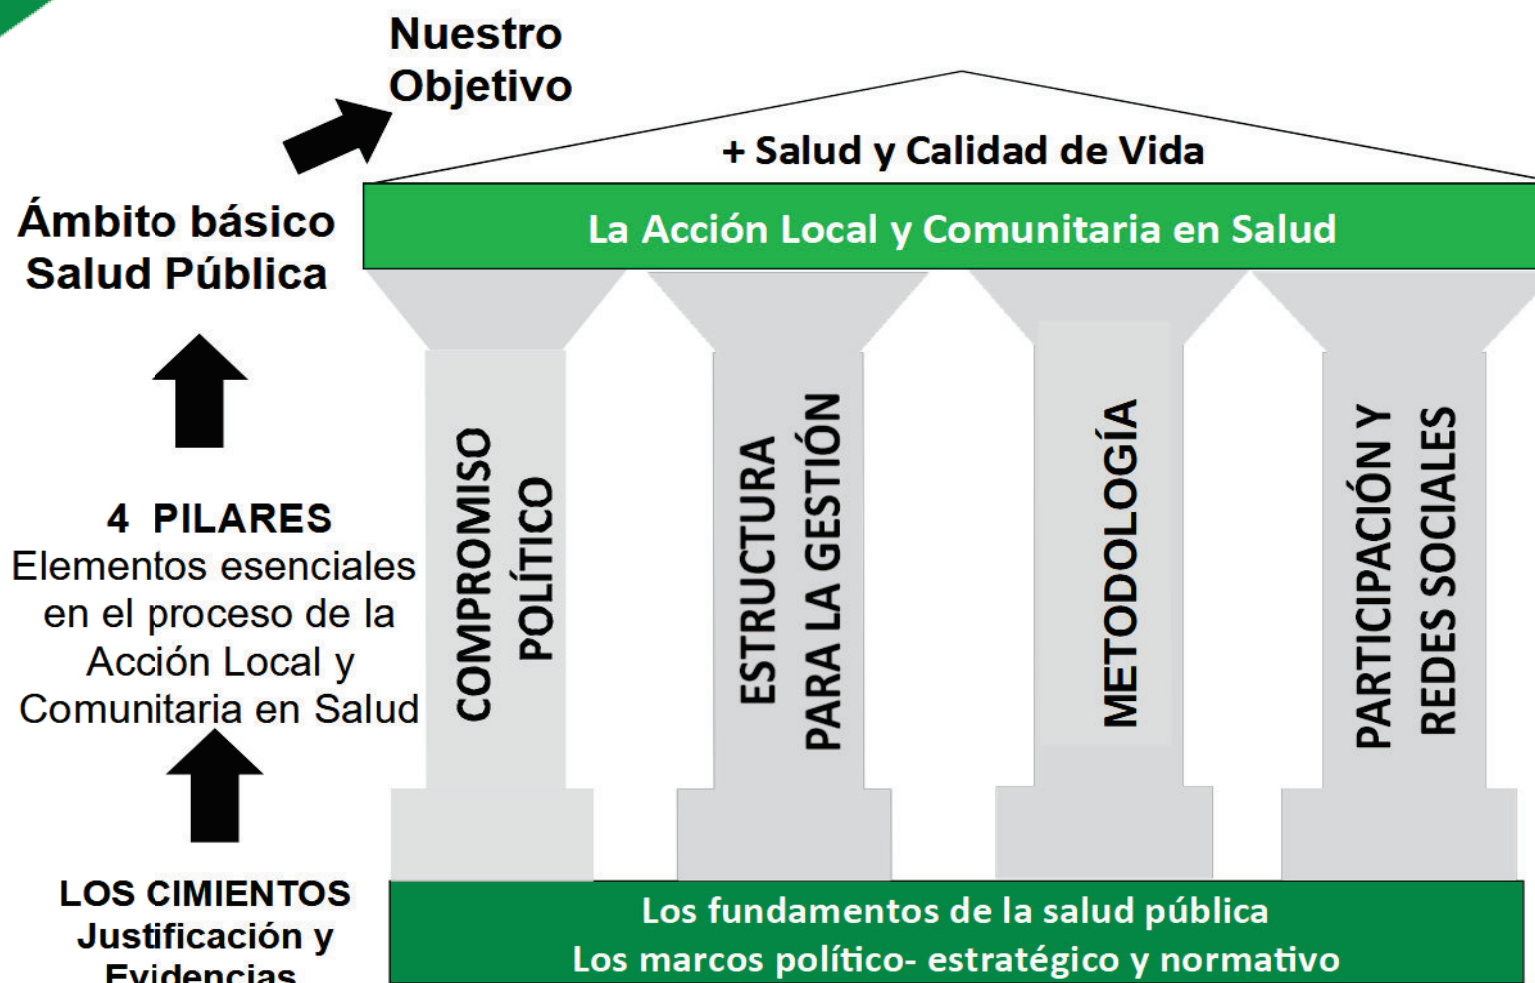 Nuestro
Objetivo
+ Salud y Calidad de Vida
La Acción Local y Comunitaria en Salud
Ámbito básico
Salud Pública
4 PILARES
Elementos esenciales
en el proceso de la
Acción Local y
Comunitaria en Salud
COMPROMISO
POLÍTICO
ESTRUCTURA
PARA LA GESTIÓN
METODOLOGÍA
PARTICIPACIÓN Y
REDES SOCIALES
LOS CIMIENTOS
Justificación y
Evidencias
Los fundamentos de la salud pública
Los marcos político- estratégico y normativo